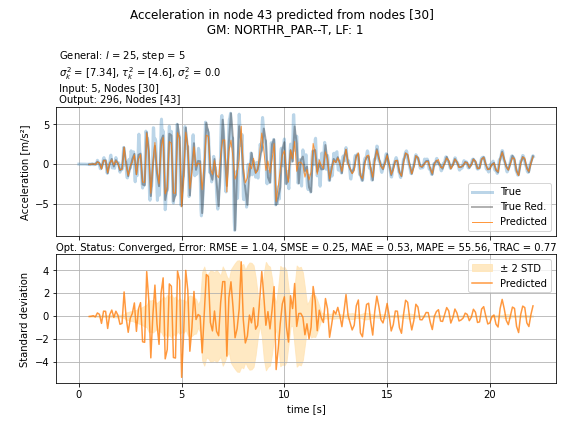 Acceleration in node 43 predicted from nodes [30]
GM: NORTHR_PAR--T, LF: 1
General: l = 25, step = 5
σ²ₖ = [7.34], τ²ₖ = [4.6], σ²ₑ = 0.0
Input: 5, Nodes [30]
Output: 296, Nodes [43]
Acceleration [m/s²]
5
0
−5
True
True Red.
Predicted
Opt. Status: Converged, Error: RMSE = 1.04, SMSE = 0.25, MAE = 0.53, MAPE = 55.56, TRAC = 0.77
Standard deviation
4
2
0
−2
−4
± 2 STD
Predicted
0
5
10
15
20
time [s]